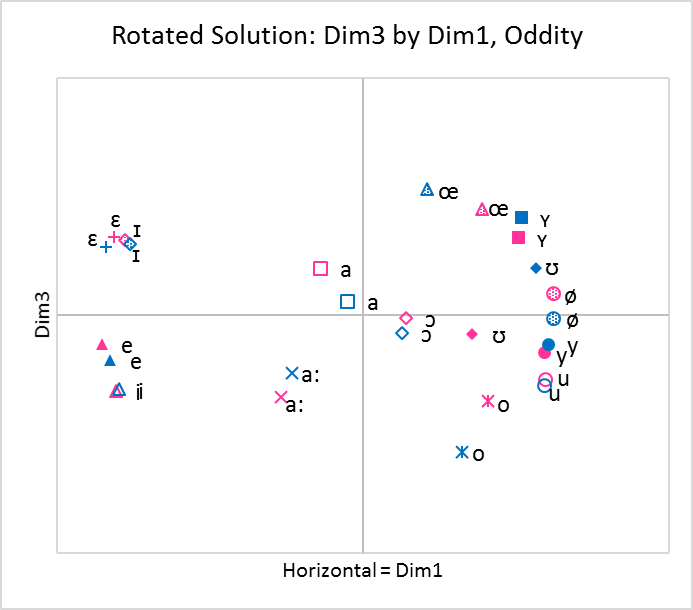 Rotated Solution: Dim3 by Dim1, Oddity
œ
œ
ʏ
ɛ
ɪ
ʏ
ɛ
ɪ
ʊ
a
ø
a
ɔ
ø
Dim3
ɔ
ʊ
e
y
y
e
a:
u
i
i
u
a:
o
o
Horizontal = Dim1